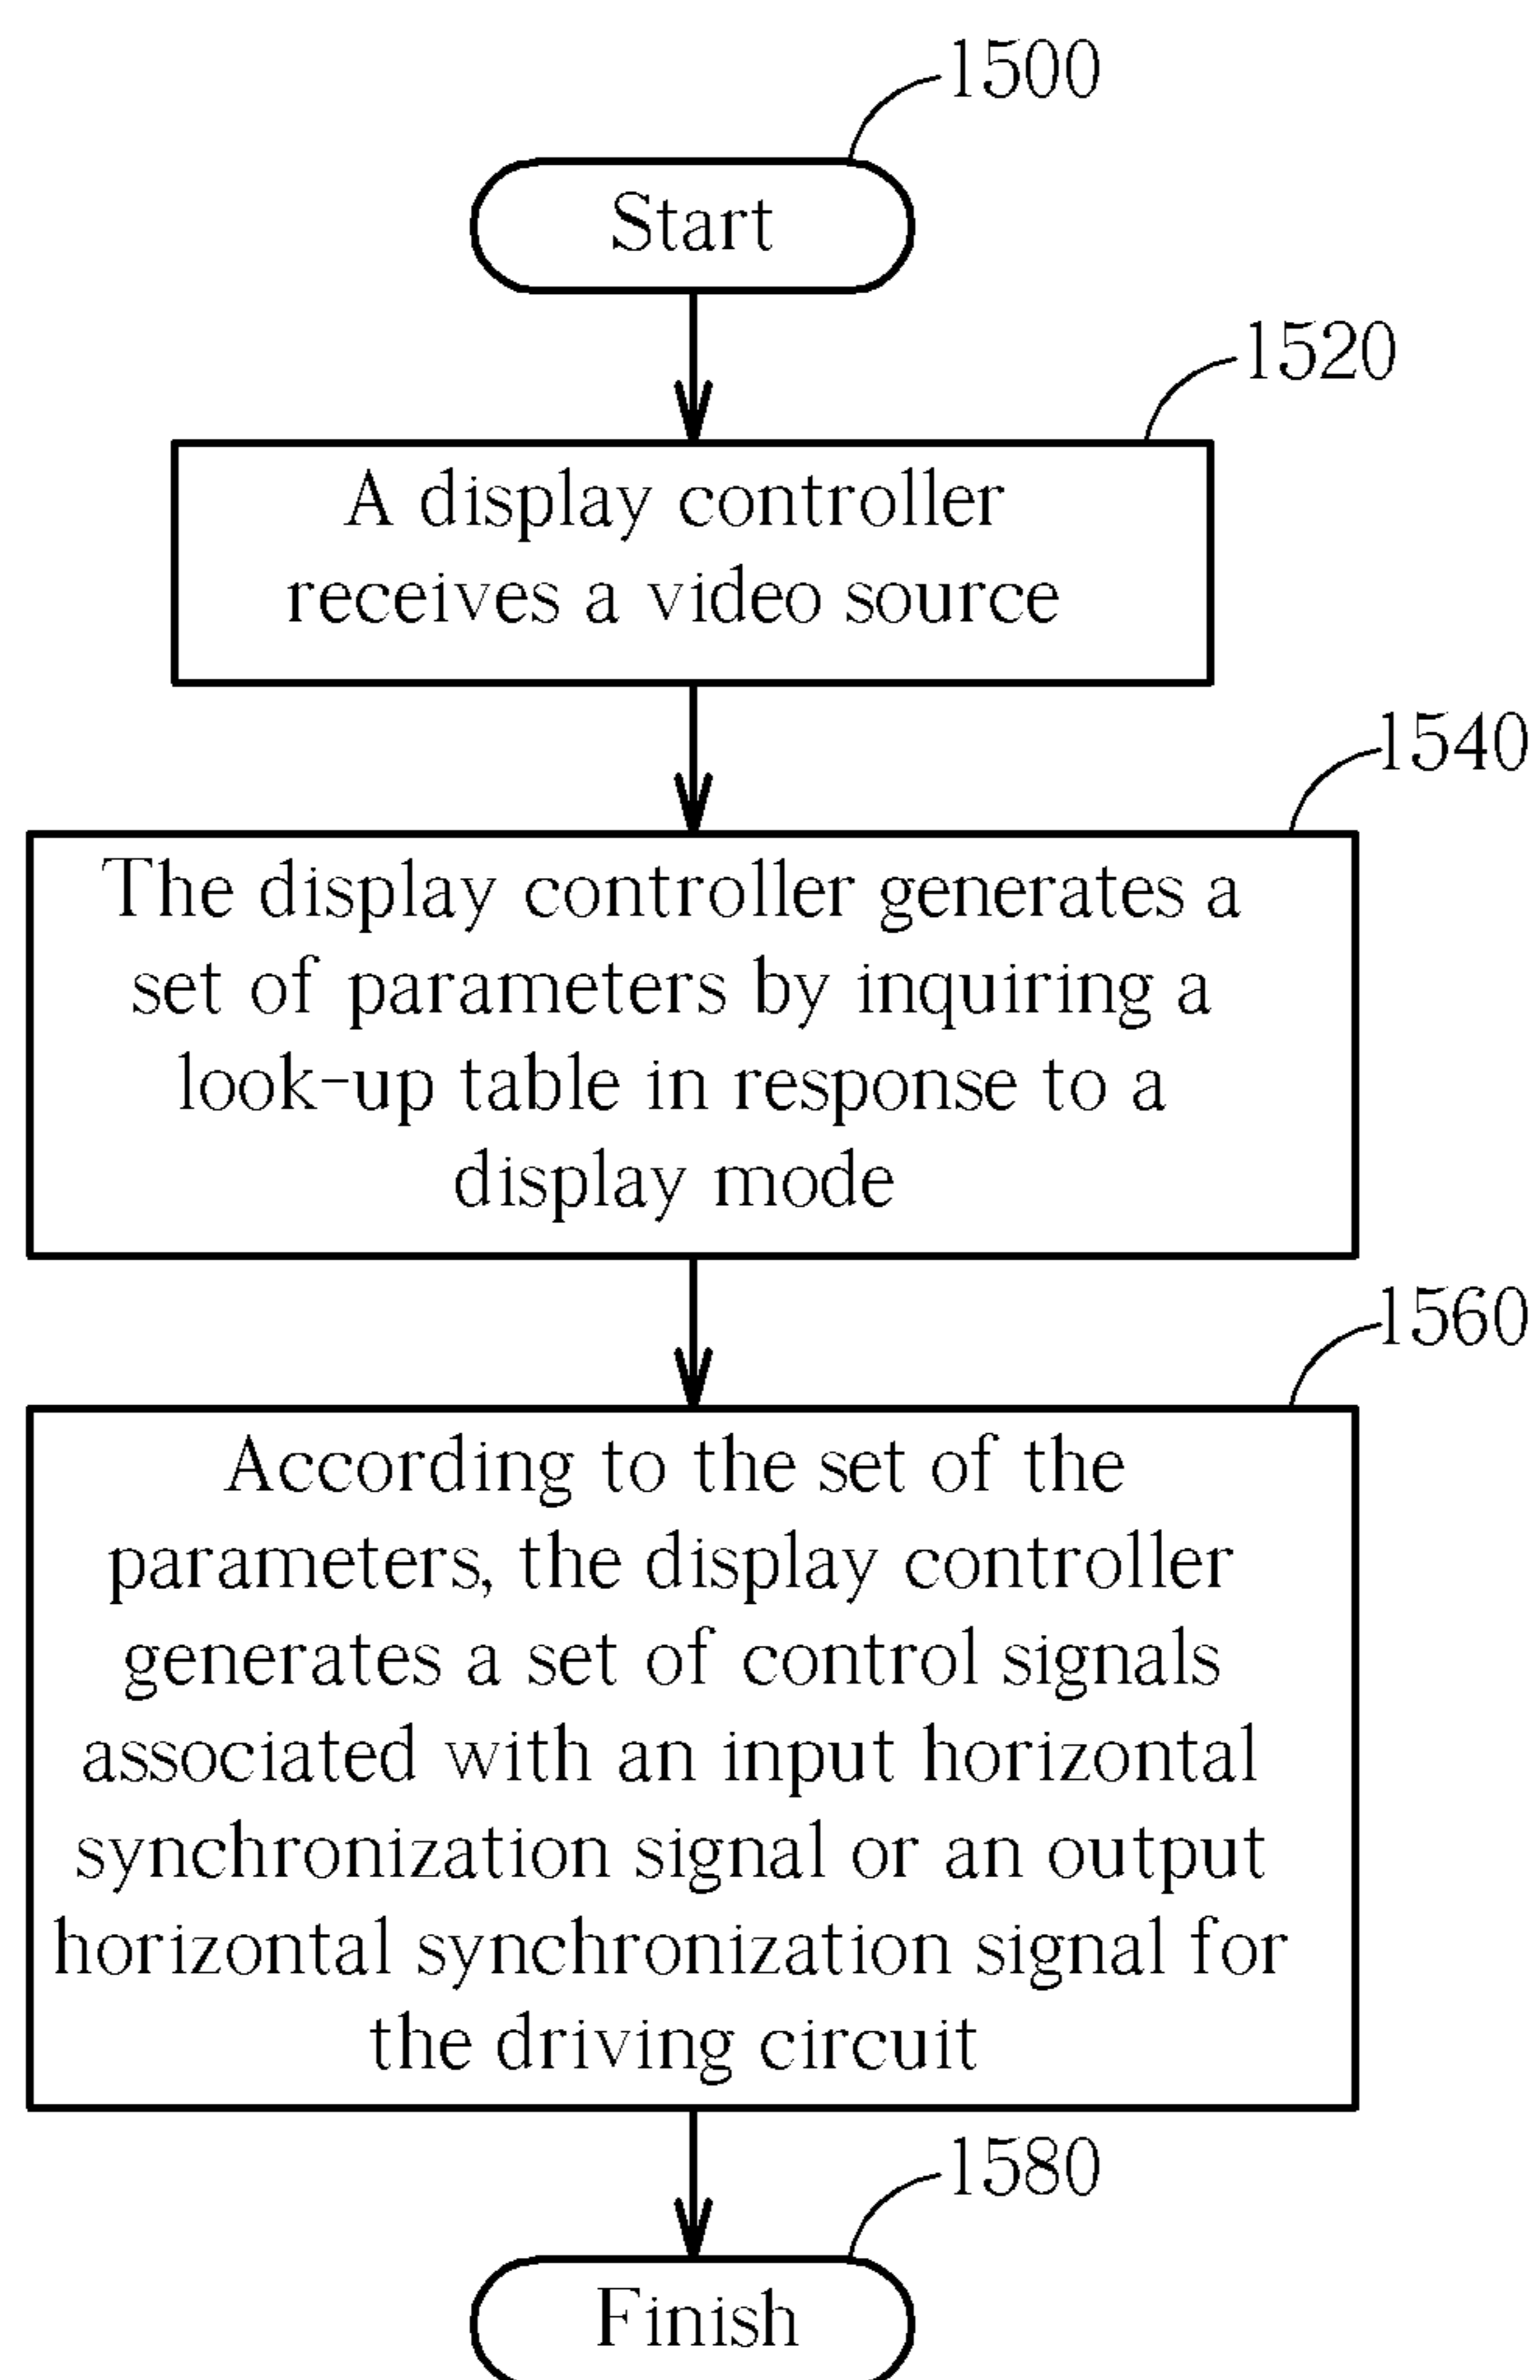 1500
Start
1520
A display controller
receives a video source
1540
The display controller generates a
set of parameters by inquiring a
look-up table in response to a
display mode
1560
According to the set of the
parameters, the display controller
generates a set of control signals
associated with an input horizontal
synchronization signal or an output
horizontal synchronization signal for
the driving circuit
1580
Finish